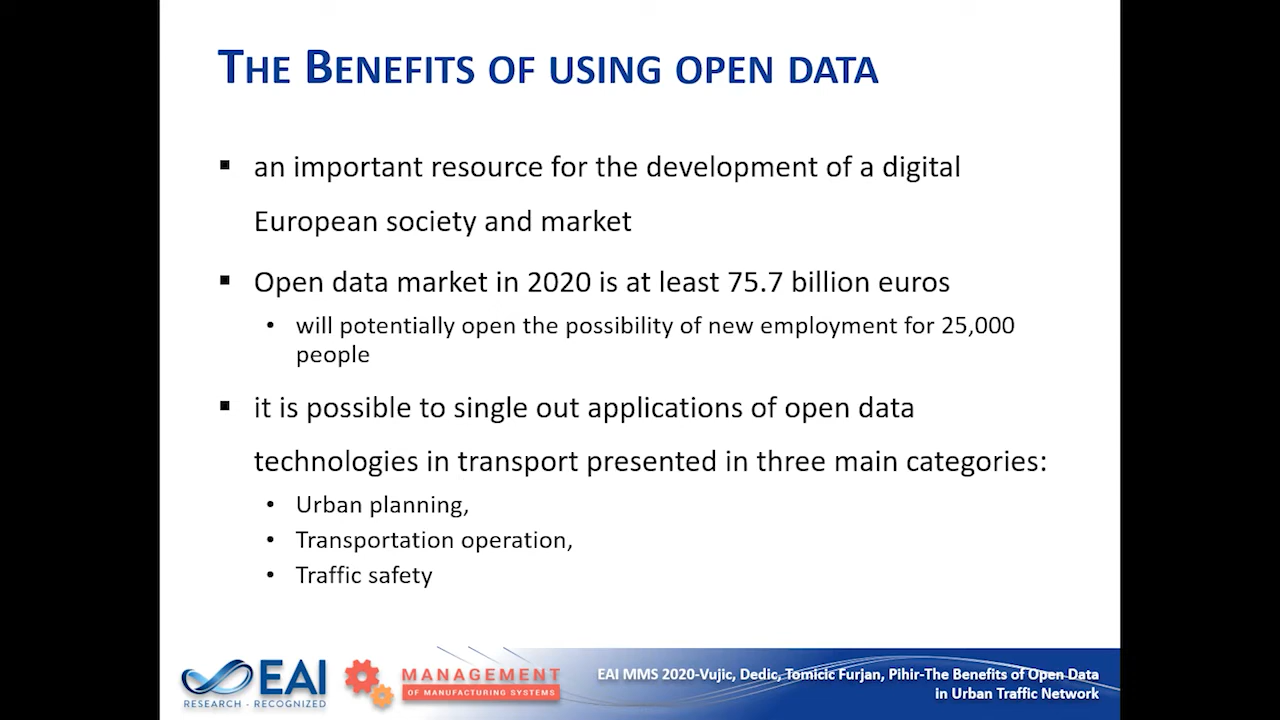 THE BENEFITS OF USING OPEN DATA
▪ an important resource for the development of a digital
European society and market
▪ Open data market in 2020 is at least 75.7 billion euros
• will potentially open the possibility of new employment for 25,000
people
▪ it is possible to single out applications of open data
technologies in transport presented in three main categories:
• Urban planning,
• Transportation operation,
• Traffic safety
EAI
RESEARCH - RECOGNIZED
MANAGEMENT
OF MANUFACTURING SYSTEMS
EAI MMS 2020-Vujic, Dedic, Tomicic Furjan, Pihir-The Benefits of Open Data
in Urban Traffic Network